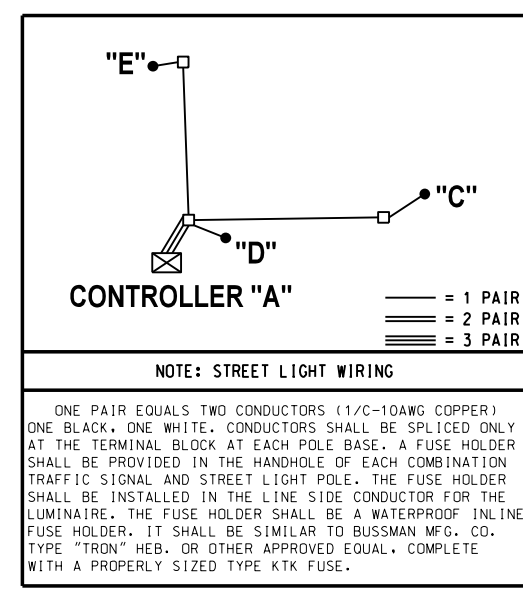 "E"
"C"
"D"
CONTROLLER "A"
= 1 PAIR
= 2 PAIR
= 3 PAIR
NOTE: STREET LIGHT WIRING
ONE PAIR EQUALS TWO CONDUCTORS (1/C-10AWG COPPER)
ONE BLACK, ONE WHITE. CONDUCTORS SHALL BE SPLICED ONLY
AT THE TERMINAL BLOCK AT EACH POLE BASE. A FUSE HOLDER
SHALL BE PROVIDED IN THE HANDHOLE OF EACH COMBINATION
TRAFFIC SIGNAL AND STREET LIGHT POLE. THE FUSE HOLDER
SHALL BE INSTALLED IN THE LINE SIDE CONDUCTOR FOR THE
LUMINAIRE. THE FUSE HOLDER SHALL BE A WATERPROOF INLINE
FUSE HOLDER. IT SHALL BE SIMILAR TO BUSSMAN MFG. CO.
TYPE "TRON" HEB. OR OTHER APPROVED EQUAL, COMPLETE
WITH A PROPERLY SIZED TYPE KTK FUSE.